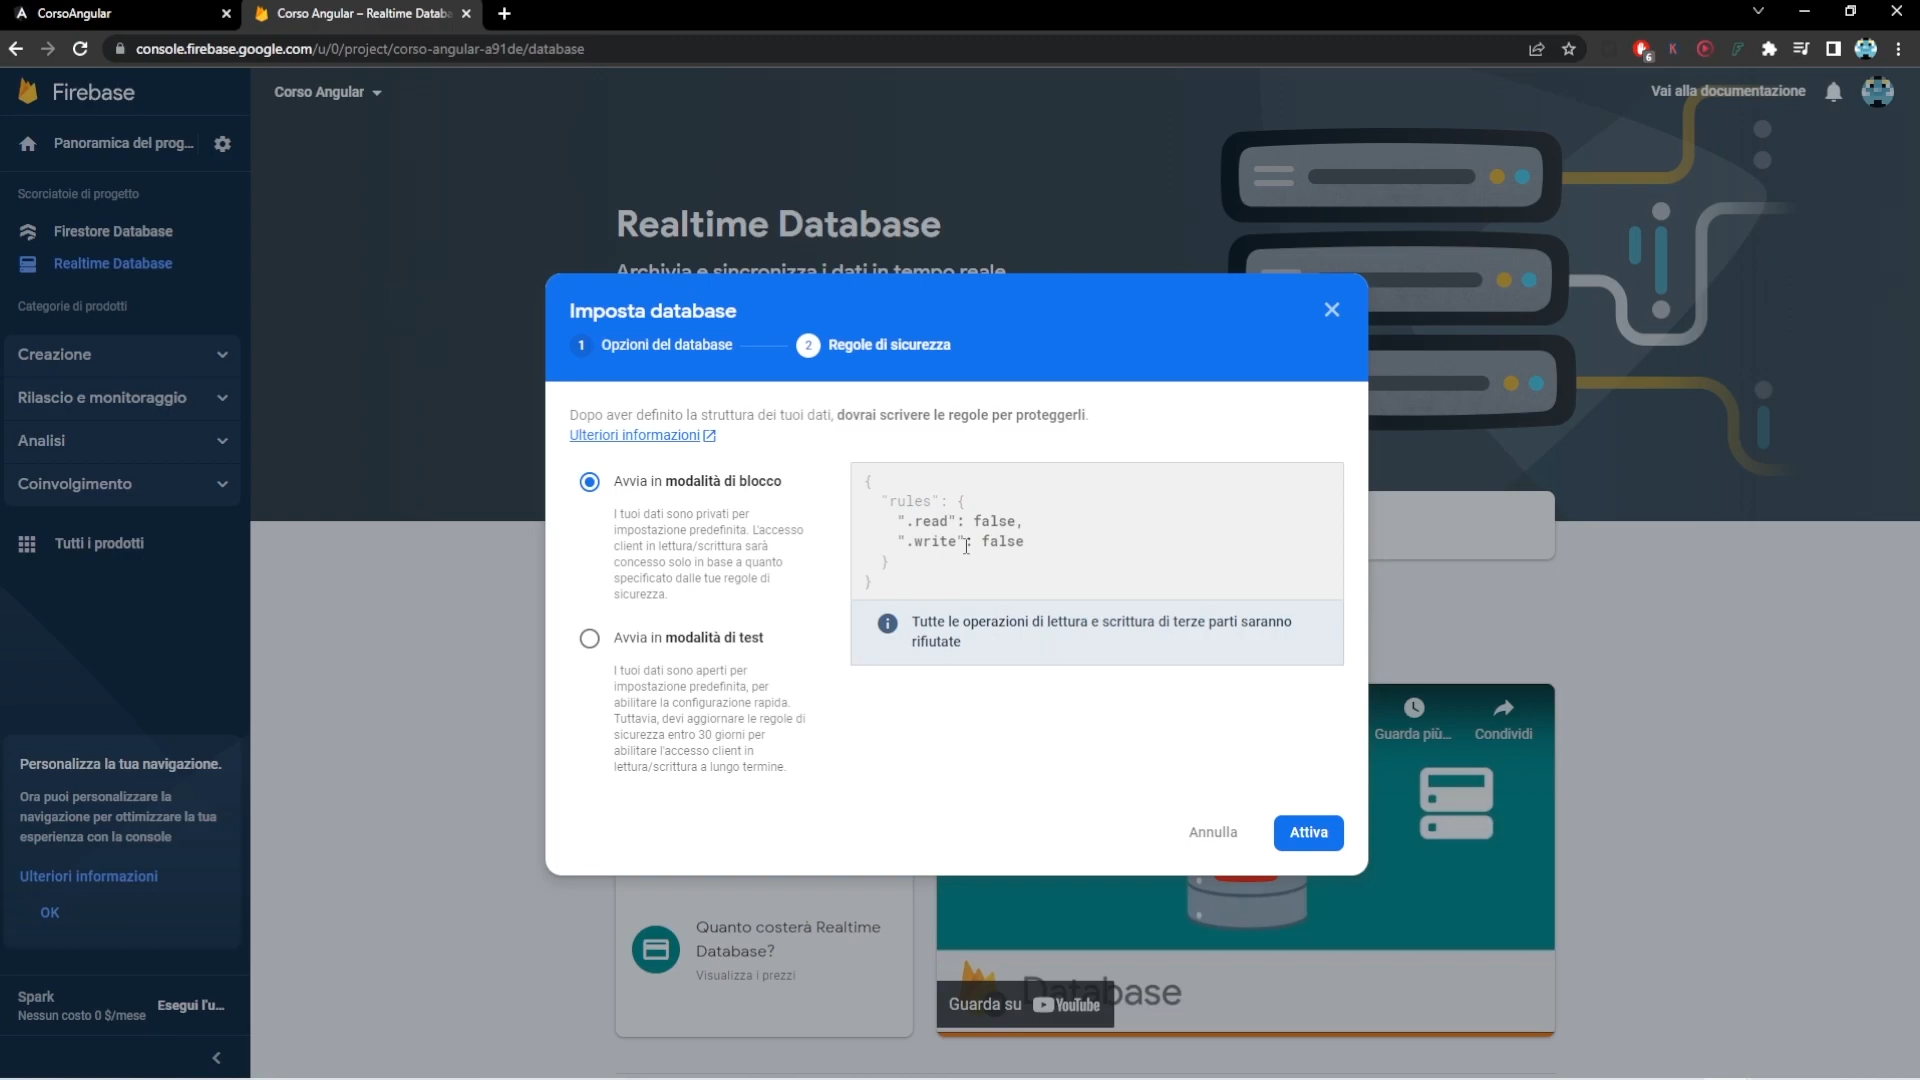 CorsoAngular
Corso Angular – Realtime Databa
console.firebase.google.com/u/0/project/corso-angular-a91de/database
6
Firebase
Corso Angular
Vai alla documentazione
Panoramica del prog...
Scorciatoie di progetto
Firestore Database
Realtime Database
Categorie di prodotti
Creazione
Rilascio e monitoraggio
Analisi
Coinvolgimento
Tutti i prodotti
Personalizza la tua navigazione.
Ora puoi personalizzare la
navigazione per ottimizzare la tua
esperienza con la console
Ulteriori informazioni
OK
Spark
Nessun costo 0 $/mese
Esegui l'u...
Realtime Database
Archivia e sincronizza i dati in tempo reale
Imposta database
1 Opzioni del database
2 Regole di sicurezza
Dopo aver definito la struttura dei tuoi dati, dovrai scrivere le regole per proteggerli.
Ulteriori informazioni
Avvia in modalità di blocco
I tuoi dati sono privati per
impostazione predefinita. L'accesso
client in lettura/scrittura sarà
concesso solo in base a quanto
specificato dalle tue regole di
sicurezza.
Avvia in modalità di test
I tuoi dati sono aperti per
impostazione predefinita, per
abilitare la configurazione rapida.
Tuttavia, devi aggiornare le regole di
sicurezza entro 30 giorni per
abilitare l'accesso client in
lettura/scrittura a lungo termine.
{
"rules": {
".read": false,
".write": false
}
}
Tutte le operazioni di lettura e scrittura di terze parti saranno
rifiutate
Annulla
Attiva
Guarda più...
Condividi
Quanto costerà Realtime
Database?
Visualizza i prezzi
Database
Guarda su YouTube